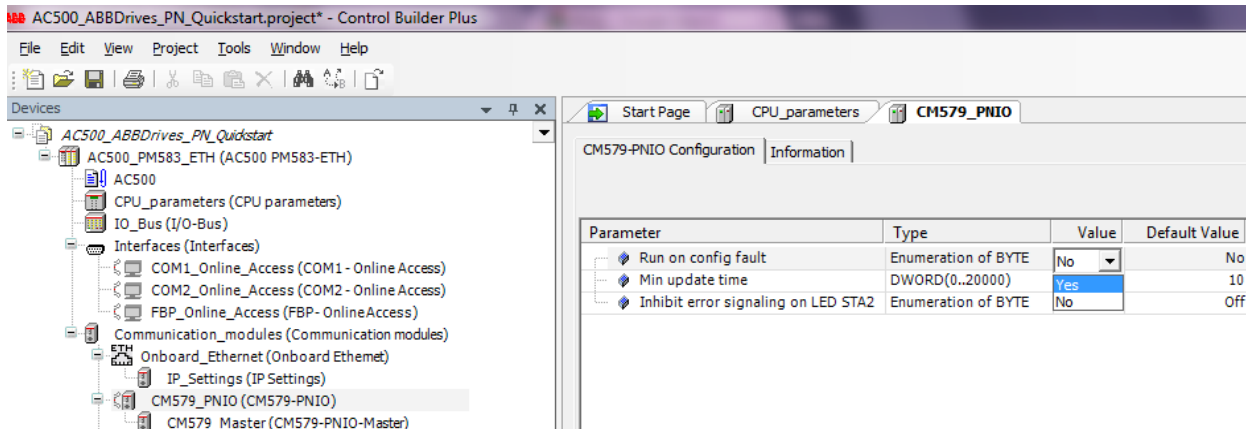 ABB AC500_ABBDrives_PN_Quickstart.project* - Control Builder Plus
File Edit View Project Tools Window Help
Devices
AC500_ABBDrives_PN_Quickstart
AC500_PM583_ETH (AC500 PM583-ETH)
AC500
CPU_parameters (CPU parameters)
IO_Bus (I/O-Bus)
Interfaces (Interfaces)
COM1_Online_Access (COM1 - Online Access)
COM2_Online_Access (COM2 - Online Access)
FBP_Online_Access (FBP- OnlineAccess)
Communication_modules (Communication modules)
ETH Onboard_Ethernet (Onboard Ethernet)
IP_Settings (IP Settings)
CM579_PNIO (CM579-PNIO)
CM579_Master (CM579-PNIO-Master)
Start Page CPU_parameters CM579_PNIO
CM579-PNIO Configuration Information
Parameter Type Value Default Value
Run on config fault Enumeration of BYTE No No
Min update time DWORD(0..20000) Yes 10
Inhibit error signaling on LED STA2 Enumeration of BYTE No Off